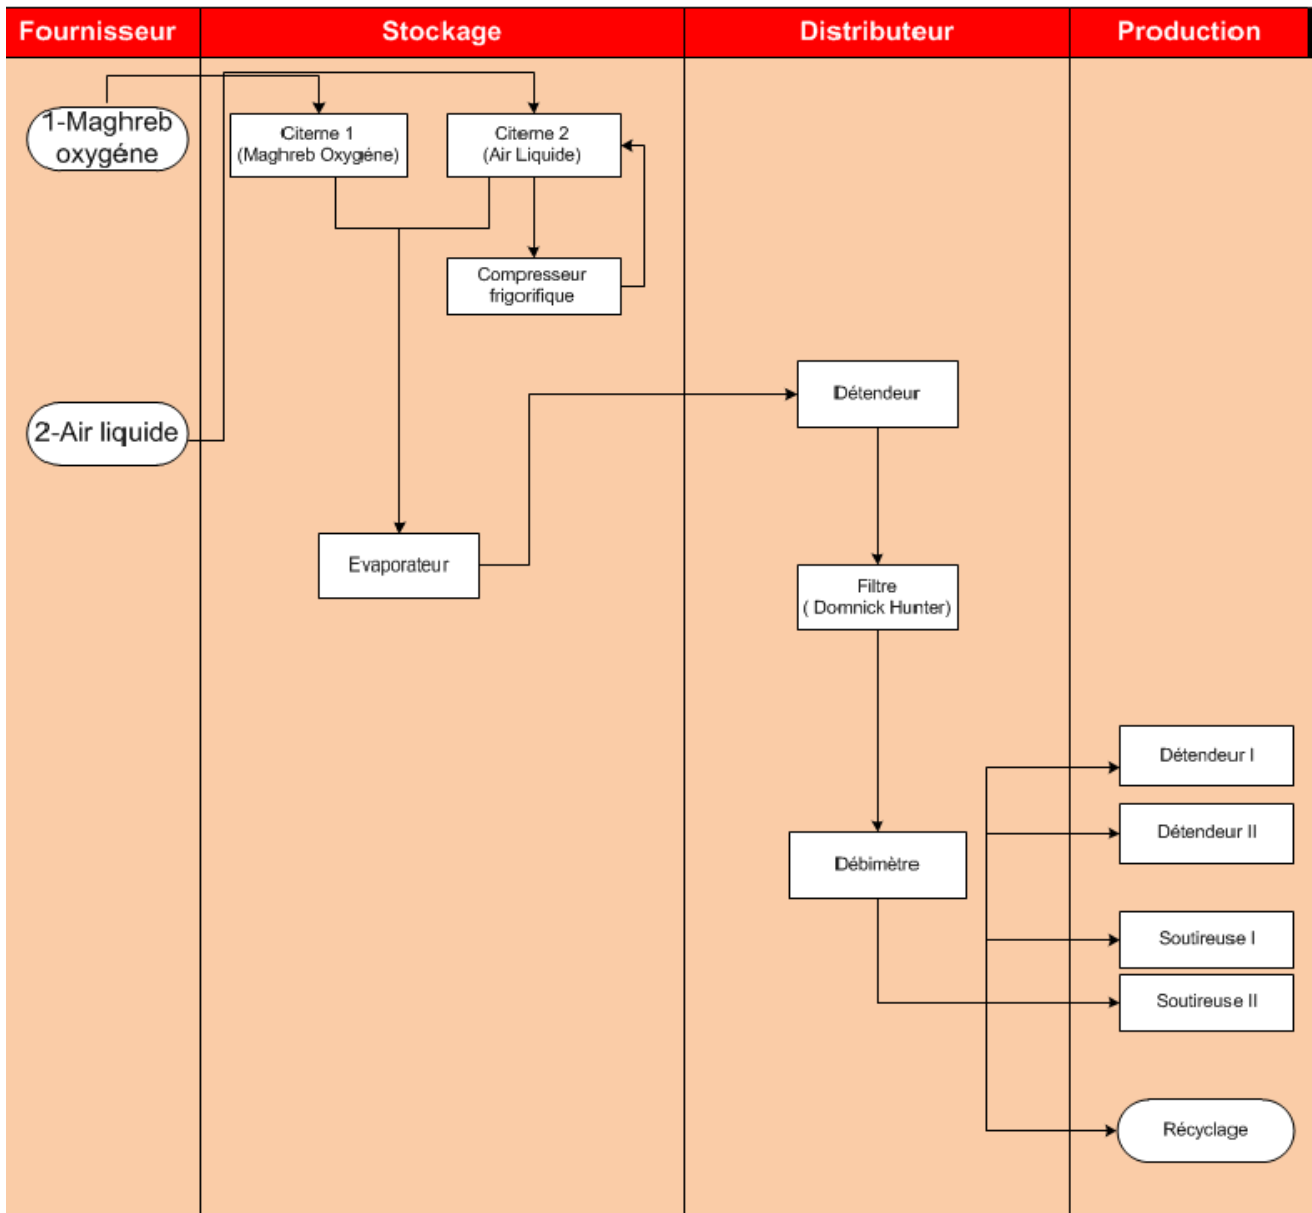 Fournisseur
Stockage
Distributeur
Production
1-Maghreb
oxygéne
Citerne 1
(Maghreb Oxygéne)
Citerne 2
(Air Liquide)
Compresseur
frigorifique
2-Air liquide
Détendeur
Evaporateur
Filtre
( Domnick Hunter)
Détendeur I
Détendeur II
Débimètre
Soutireuse I
Soutireuse II
Récyclage